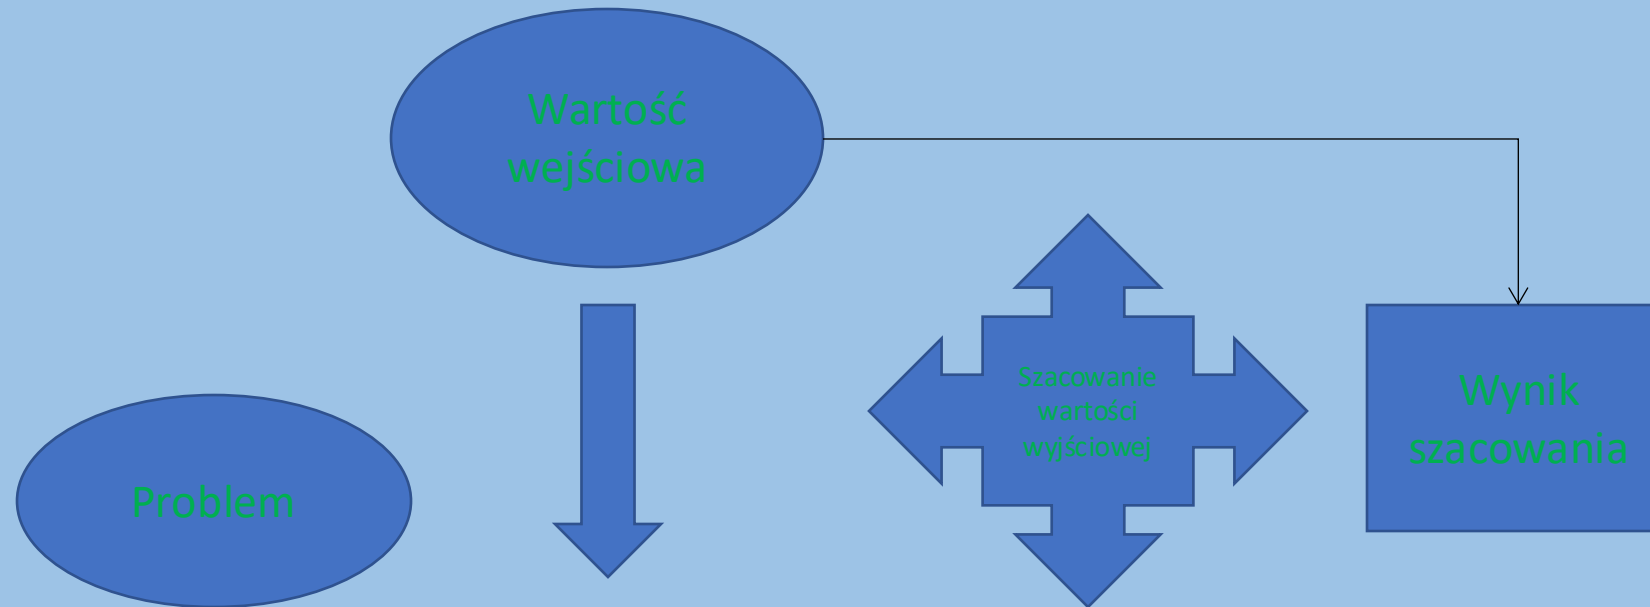 Wartość
wejściowa
Szacowanie
wartości
wyjściowej
Wynik
szacowania
Problem